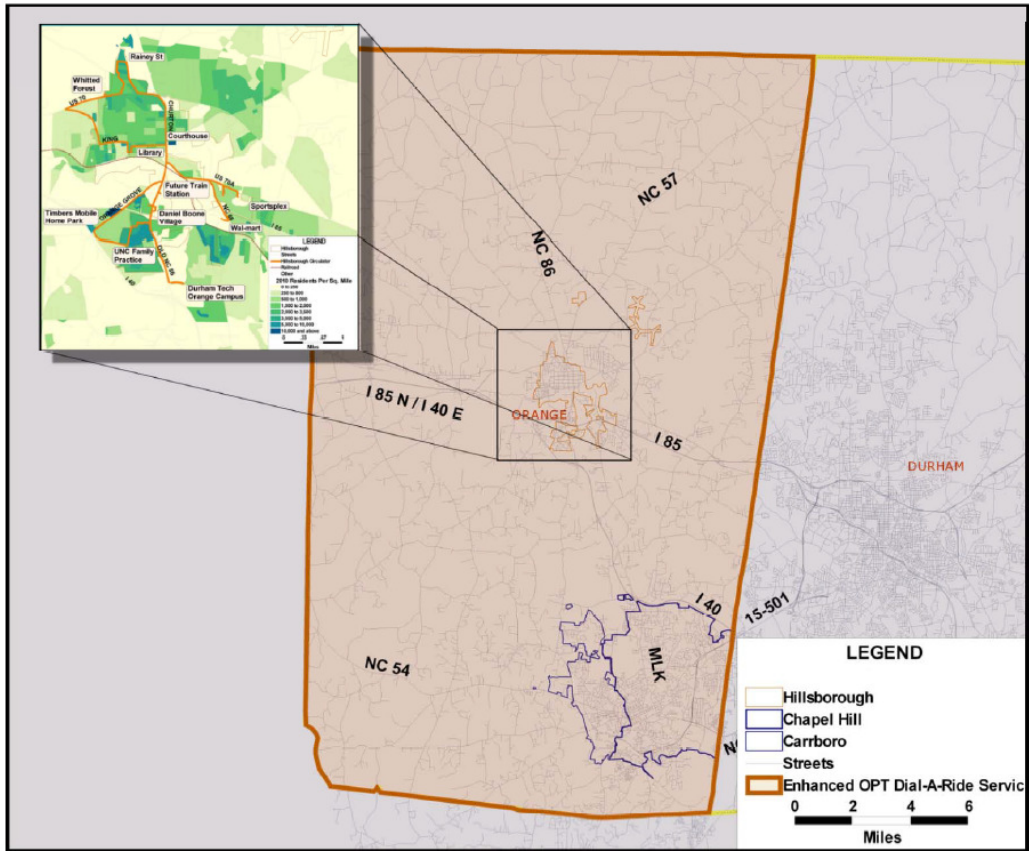 Rainey St
Whitted
Forest
US 70
CHURTON
KING
Courthouse
Library
US 70A
Future Train
Station
ORANGE GROVE
Sportsplex
Timbers Mobile
Home Park
Daniel Boone
Village
I 85
Wal-mart
UNC Family
Practice
OLD NC 86
I 40
Durham Tech
Orange Campus
LEGEND
Hillsborough
Streets
Hillsborough Circulator
Railroad
Other
2010 Residents Per Sq. Mile
Miles
NC 57
NC 86
I 85 N / I 40 E
ORANGE
I 85
DURHAM
I 40
15-501
MLK
NC 54
LEGEND
Hillsborough
Chapel Hill
Carrboro
Streets
Enhanced OPT Dial-A-Ride Servic
0 2 4 6
Miles